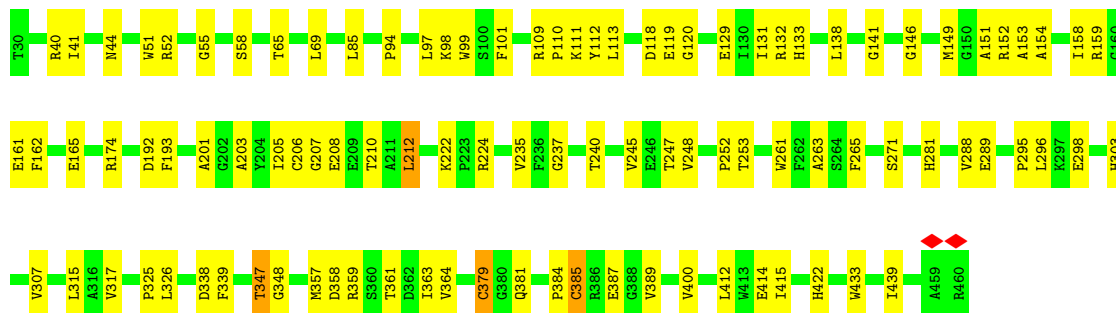 T30 R40 I41 N44 W51 R52 G55 S58 T65 L69 L85 P94 L97 K98 W99 S100 F101 R109 P110 K111 Y112 L113 D118 E119 G120 E129 I130 I131 R132 H133 L138 G141 G146 M149 G150 A151 R152 A153 A154 I158 R159 G160
E161 F162 E165 R174 D192 F193 A201 G202 A203 Y204 I205 C206 G207 E208 E209 T210 A211 L212 K222 P223 R224 V235 F236 G237 T240 V245 E246 T247 V248 P252 T253 W261 F262 A263 S264 F265 S271 H281 V288 E289 P295 L296 K297 E298 H303
V307 L315 A316 V317 P325 L326 D338 F339 T347 G348 M357 D358 R359 S360 T361 D362 I363 V364 C379 G380 Q381 P384 C385 R386 E387 G388 V389 V400 L412 W413 E414 I415 H422 W433 I439 A459 R460